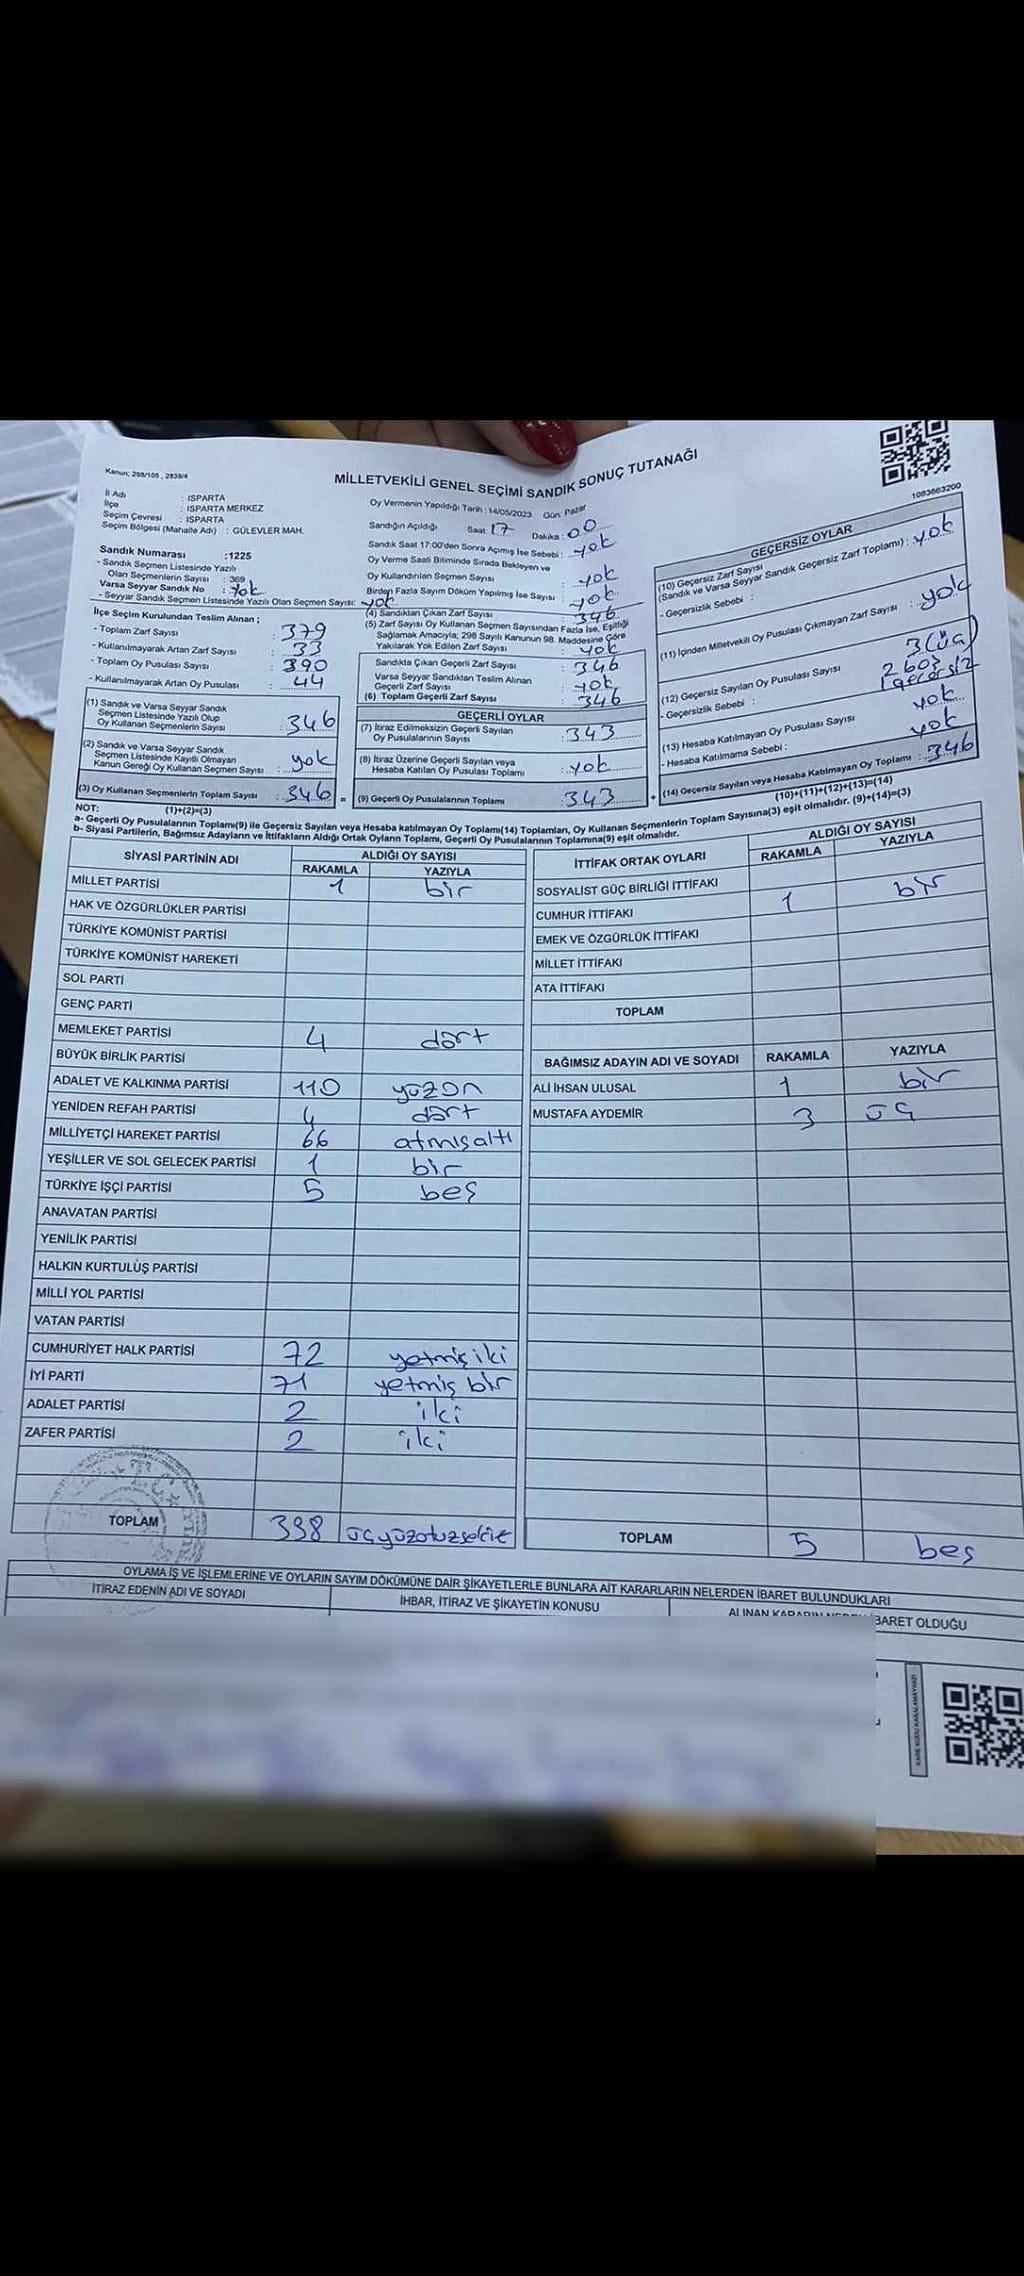 Kanun; 298/105 , 2839/4
MİLLETVEKİLİ GENEL SEÇİMİ SANDIK SONUÇ TUTANAĞI
1083663200
İl Adı : ISPARTA
İlçe : ISPARTA MERKEZ
Seçim Çevresi : ISPARTA
Seçim Bölgesi (Mahalle Adı) : GÜLEVLER MAH.
Sandık Numarası :1225
- Sandık Seçmen Listesinde Yazılı
Olan Seçmenlerin Sayısı : 369
Varsa Seyyar Sandık No : Yok
- Seyyar Sandık Seçmen Listesinde Yazılı Olan Seçmen Sayısı: yok
İlçe Seçim Kurulundan Teslim Alınan ;
- Toplam Zarf Sayısı : 379
- Kullanılmayarak Artan Zarf Sayısı : 33
- Toplam Oy Pusulası Sayısı : 390
- Kullanılmayarak Artan Oy Pusulası : 44
(1) Sandık ve Varsa Seyyar Sandık
Seçmen Listesinde Yazılı Olup
Oy Kullanan Seçmenlerin Sayısı : 346
(2) Sandık ve Varsa Seyyar Sandık
Seçmen Listesinde Kayıtlı Olmayan
Kanun Gereği Oy Kullanan Seçmen Sayısı : yok
(3) Oy Kullanan Seçmenlerin Toplam Sayısı : 346 =
Oy Vermenin Yapıldığı Tarih : 14/05/2023 Gün: Pazar
Sandığın Açıldığı Saat 17 Dakika : 00
Sandık Saat 17:00'den Sonra Açımış İse Sebebi : yok
Oy Verme Saati Bitiminde Sırada Bekleyen ve
Oy Kullandırılan Seçmen Sayısı : yok
Birden Fazla Sayım Döküm Yapılmış İse Sayısı : yok
(4) Sandıktan Çıkan Zarf Sayısı : 346
(5) Zarf Sayısı Oy Kullanan Seçmen Sayısından Fazla İse, Eşitliği
Sağlamak Amacıyla; 298 Sayılı Kanunun 98. Maddesine Göre
Yakılarak Yok Edilen Zarf Sayısı : yok
Sandıkta Çıkan Geçerli Zarf Sayısı : 346
Varsa Seyyar Sandıktan Teslim Alınan
Geçerli Zarf Sayısı : yok
(6) Toplam Geçerli Zarf Sayısı : 346
GEÇERLİ OYLAR
(7) İtiraz Edilmeksizin Geçerli Sayılan
Oy Pusulalarının Sayısı : 343
(8) İtiraz Üzerine Geçerli Sayılan veya
Hesaba Katılan Oy Pusulası Toplamı : yok
(9) Geçerli Oy Pusulalarının Toplamı : 343 +
GEÇERSİZ OYLAR
(10) Geçersiz Zarf Sayısı
(Sandık ve Varsa Seyyar Sandık Geçersiz Zarf Toplamı) : yok
- Geçersizlik Sebebi :
(11) İçinden Milletvekili Oy Pusulası Çıkmayan Zarf Sayısı : yok
(12) Geçersiz Sayılan Oy Pusulası Sayısı 3 (üç)
- Geçersizlik Sebebi : 2 boş
1 geçersiz
(13) Hesaba Katılmayan Oy Pusulası Sayısı yok
- Hesaba Katılmama Sebebi : yok
(14) Geçersiz Sayılan veya Hesaba Katılmayan Oy Toplamı : 346
(10)+(11)+(12)+(13)=(14)
NOT: (1)+(2)=(3)
a- Geçerli Oy Pusulalarının Toplamı(9) ile Geçersiz Sayılan veya Hesaba katılmayan Oy Toplamı(14) Toplamları, Oy Kullanan Seçmenlerin Toplam Sayısına(3) eşit olmalıdır. (9)+(14)=(3)
b- Siyasi Partilerin, Bağımsız Adayların ve İttifakların Aldığı Ortak Oyların Toplamı, Geçerli Oy Pusulalarının Toplamına(9) eşit olmalıdır.
SİYASİ PARTİNİN ADI ALDIĞI OY SAYISI
RAKAMLA YAZIYLA
MİLLET PARTİSİ 1 bir
HAK VE ÖZGÜRLÜKLER PARTİSİ
TÜRKİYE KOMÜNİST PARTİSİ
TÜRKİYE KOMÜNİST HAREKETİ
SOL PARTİ
GENÇ PARTİ
MEMLEKET PARTİSİ 4 dört
BÜYÜK BİRLİK PARTİSİ
ADALET VE KALKINMA PARTİSİ 110 yüzon
YENİDEN REFAH PARTİSİ 4 dört
MİLLİYETÇİ HAREKET PARTİSİ 66 atmışaltı
YEŞİLLER VE SOL GELECEK PARTİSİ 1 bir
TÜRKİYE İŞÇİ PARTİSİ 5 beş
ANAVATAN PARTİSİ
YENİLİK PARTİSİ
HALKIN KURTULUŞ PARTİSİ
MİLLİ YOL PARTİSİ
VATAN PARTİSİ
CUMHURİYET HALK PARTİSİ 72 yetmiş iki
İYİ PARTİ 71 yetmiş bir
ADALET PARTİSİ 2 iki
ZAFER PARTİSİ 2 iki
TOPLAM 338 üçyüzotuzsekiz
İTTİFAK ORTAK OYLARI ALDIĞI OY SAYISI
RAKAMLA YAZIYLA
SOSYALİST GÜÇ BİRLİĞİ İTTİFAKI
CUMHUR İTTİFAKI 1 bir
EMEK VE ÖZGÜRLÜK İTTİFAKI
MİLLET İTTİFAKI
ATA İTTİFAKI
TOPLAM
BAĞIMSIZ ADAYIN ADI VE SOYADI RAKAMLA YAZIYLA
ALİ İHSAN ULUSAL 1 bir
MUSTAFA AYDEMİR 3 üç
TOPLAM 5 beş
OYLAMA İŞ VE İŞLEMLERİNE VE OYLARIN SAYIM DÖKÜMÜNE DAİR ŞİKAYETLERLE BUNLARA AİT KARARLARIN NELERDEN İBARET BULUNDUKLARI
İTİRAZ EDENİN ADI VE SOYADI İHBAR, İTİRAZ VE ŞİKAYETİN KONUSU ALINAN KARARIN NEDEN İBARET OLDUĞU